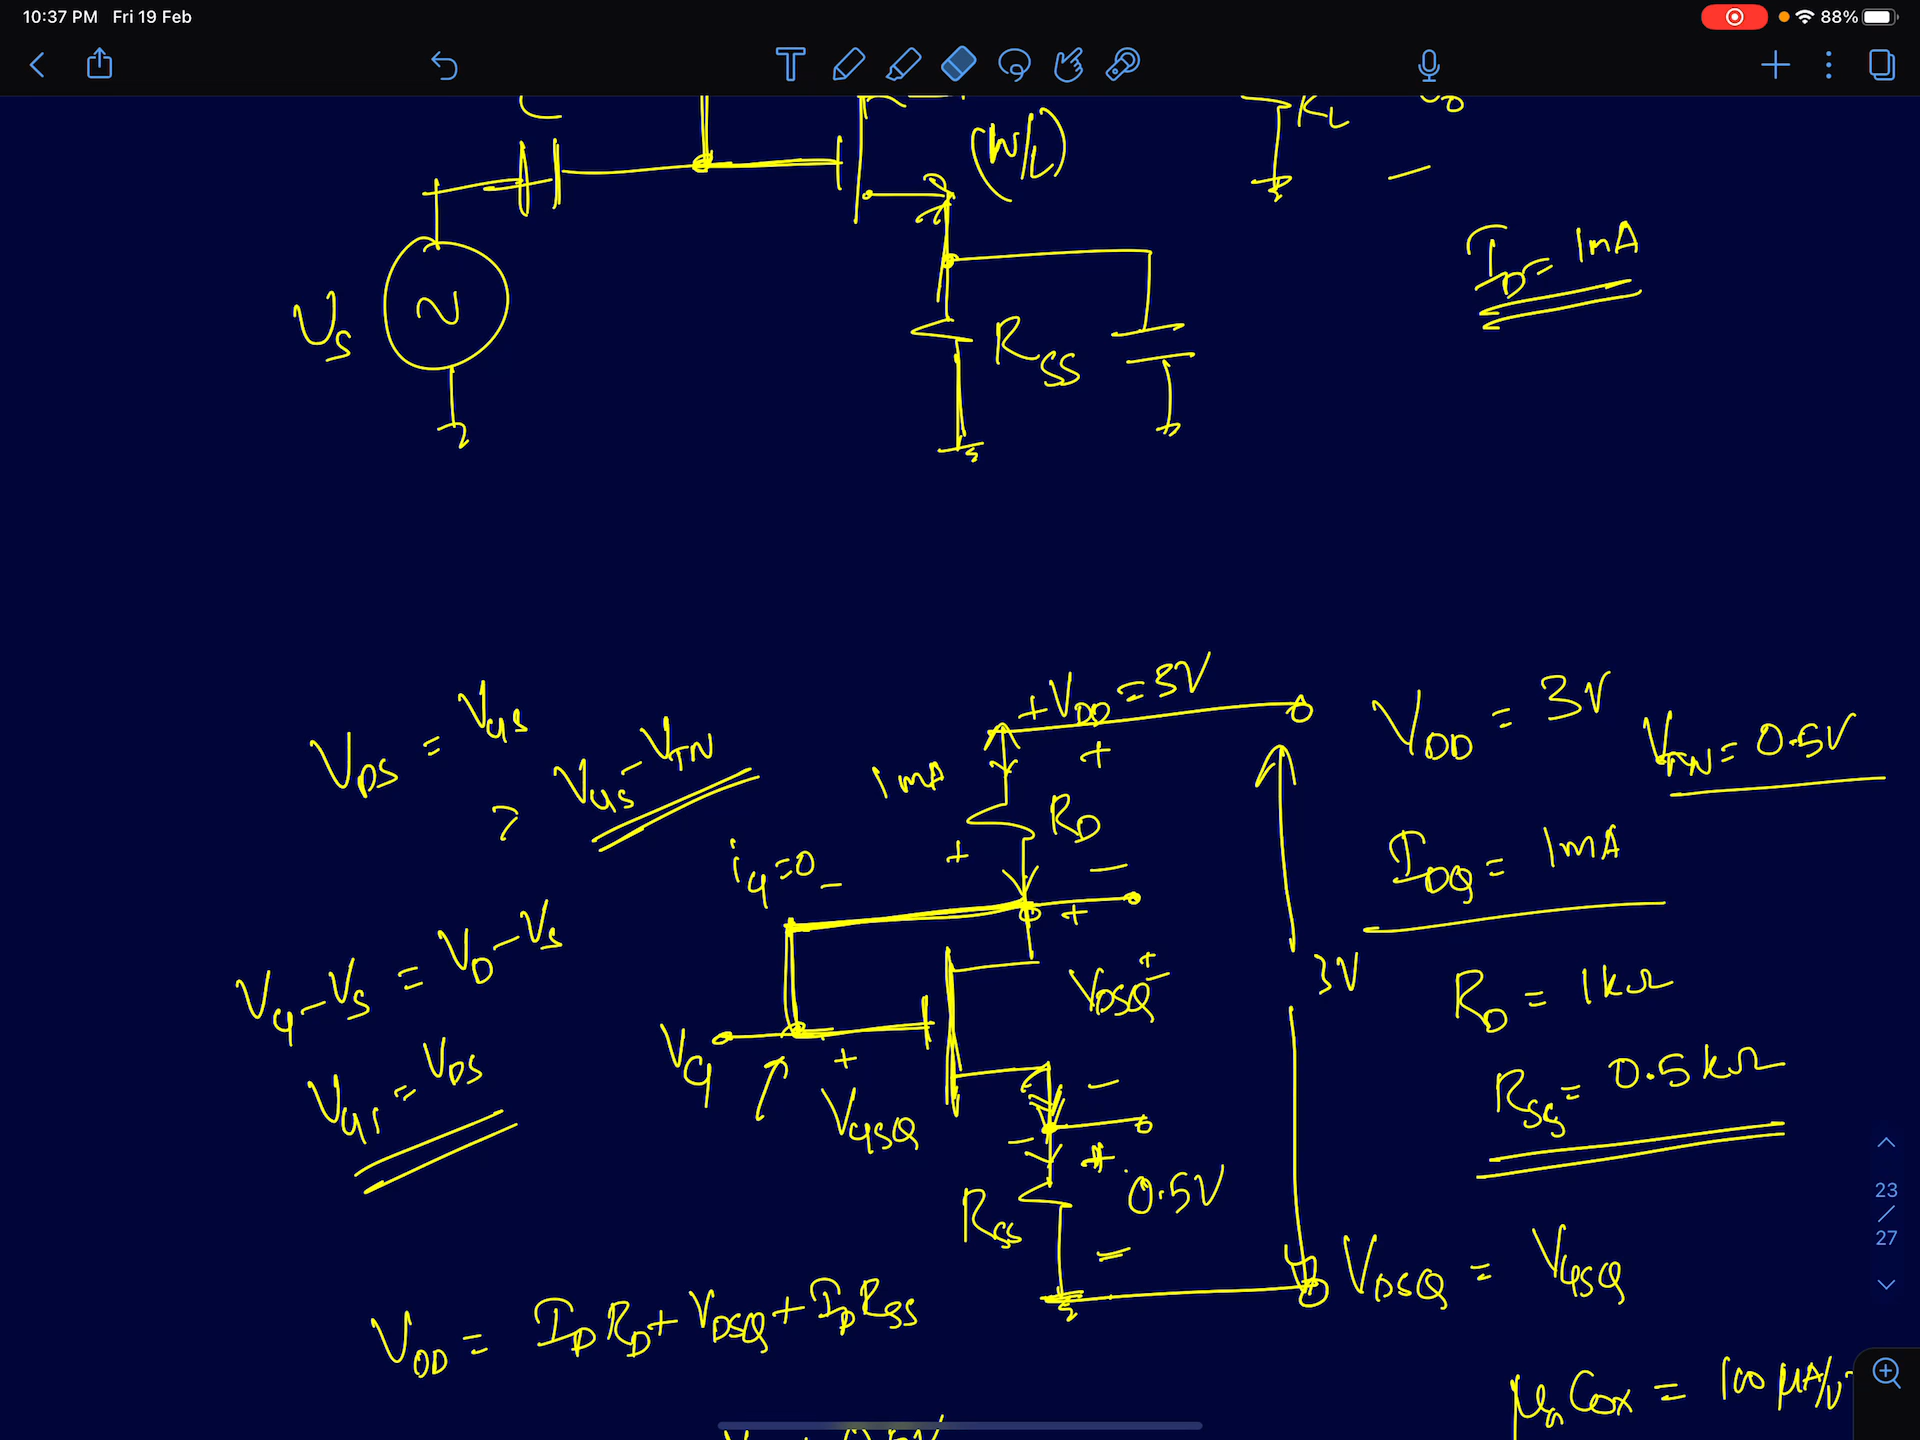 10:37 PM Fri 19 Feb
88%
T
RL
(W/L)
ID = 1mA
Vs
RSS
+VDD = 3V
VDD = 3V
VTN = 0.5V
VDS = VGS
> VGS - VTN
1mA
+
RD
+
-
iG = 0
-
+
IDQ = 1mA
VG - VS = VD - VS
VDSQ
+
-
3V
RD = 1kΩ
VG
+
VGSQ
-
-
+
VGS = VDS
RSS = 0.5kΩ
0.5V
RSS
-
23
/
27
VDSQ = VGSQ
VDD = IDRD + VDSQ + IDRSS
μnCox = 100 μA/V